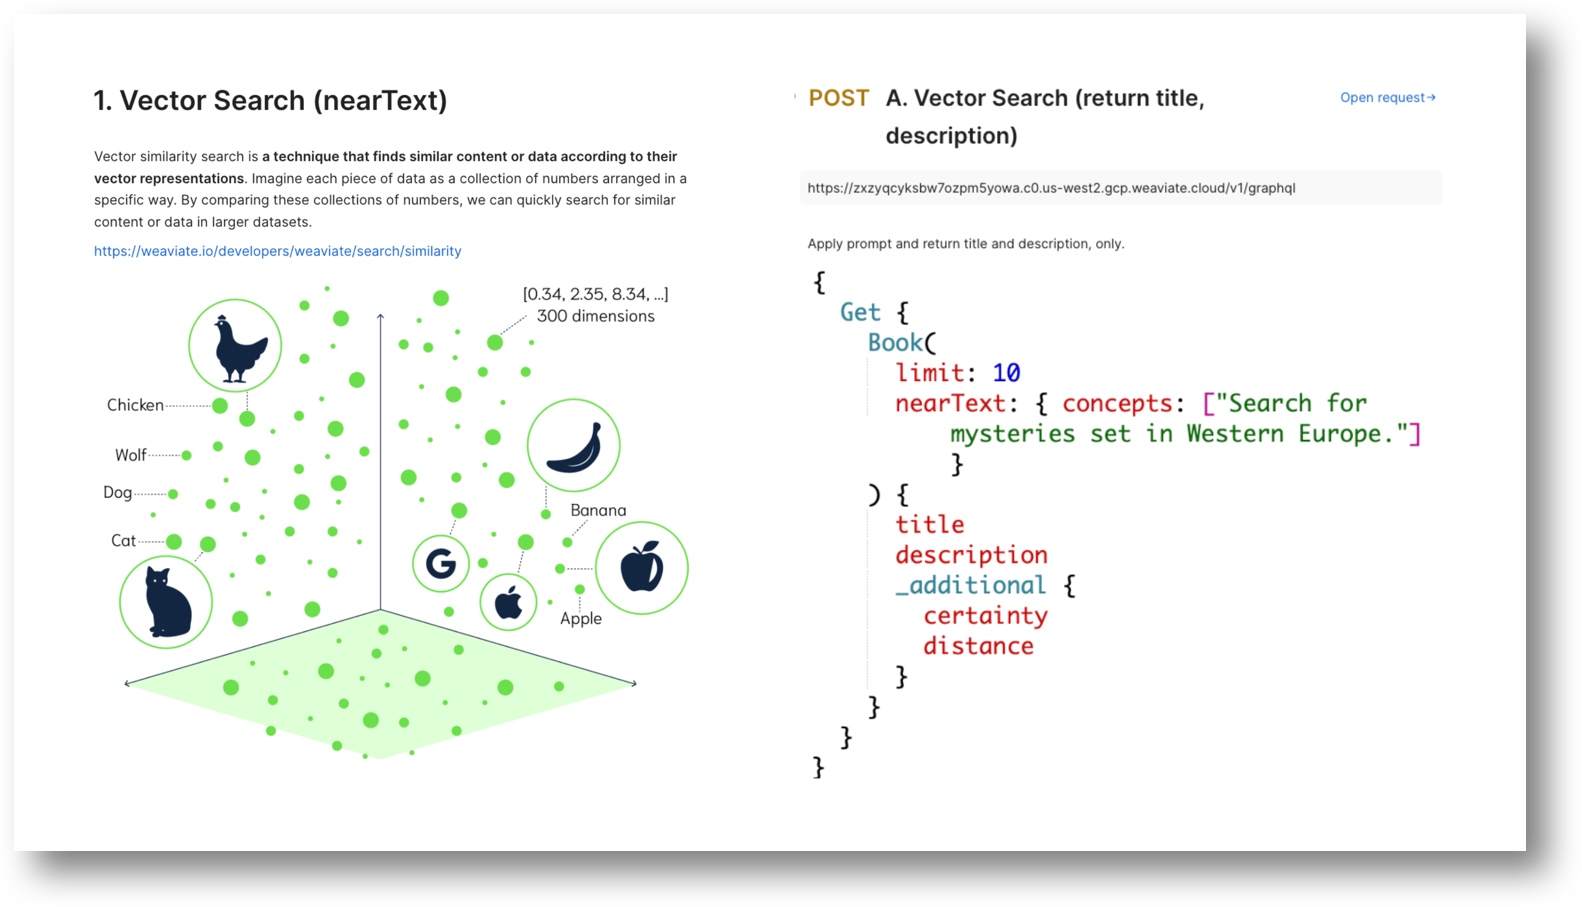 1. Vector Search (nearText)
Vector similarity search is a technique that finds similar content or data according to their
vector representations. Imagine each piece of data as a collection of numbers arranged in a
specific way. By comparing these collections of numbers, we can quickly search for similar
content or data in larger datasets.
https://weaviate.io/developers/weaviate/search/similarity
[0.34, 2.35, 8.34, ...]
300 dimensions
Chicken
Wolf
Dog
Cat
Banana
G
Apple
POST A. Vector Search (return title,
description)
Open request→
https://zxzyqcyksbw7ozpm5yowa.c0.us-west2.gcp.weaviate.cloud/v1/graphql
Apply prompt and return title and description, only.
{
Get {
Book(
limit: 10
nearText: { concepts: ["Search for
mysteries set in Western Europe."]
}
) {
title
description
_additional {
certainty
distance
}
}
}
}